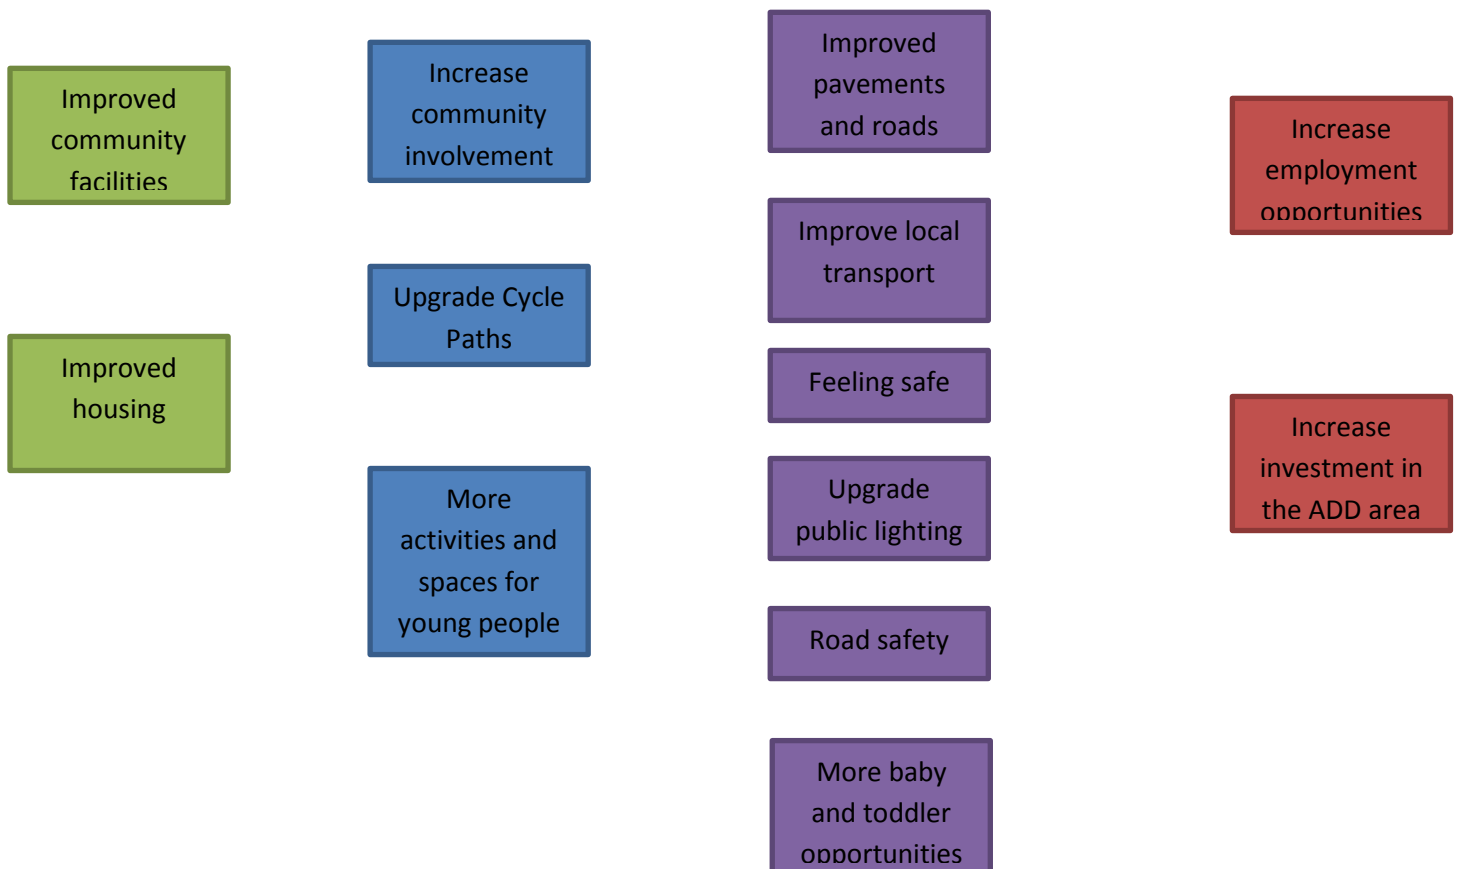 Improved
community
facilities
Improved
housing
Increase
community
involvement
Upgrade Cycle
Paths
More
activities and
spaces for
young people
Improved
pavements
and roads
Improve local
transport
Feeling safe
Upgrade
public lighting
Road safety
More baby
and toddler
opportunities
Increase
employment
opportunities
Increase
investment in
the ADD area